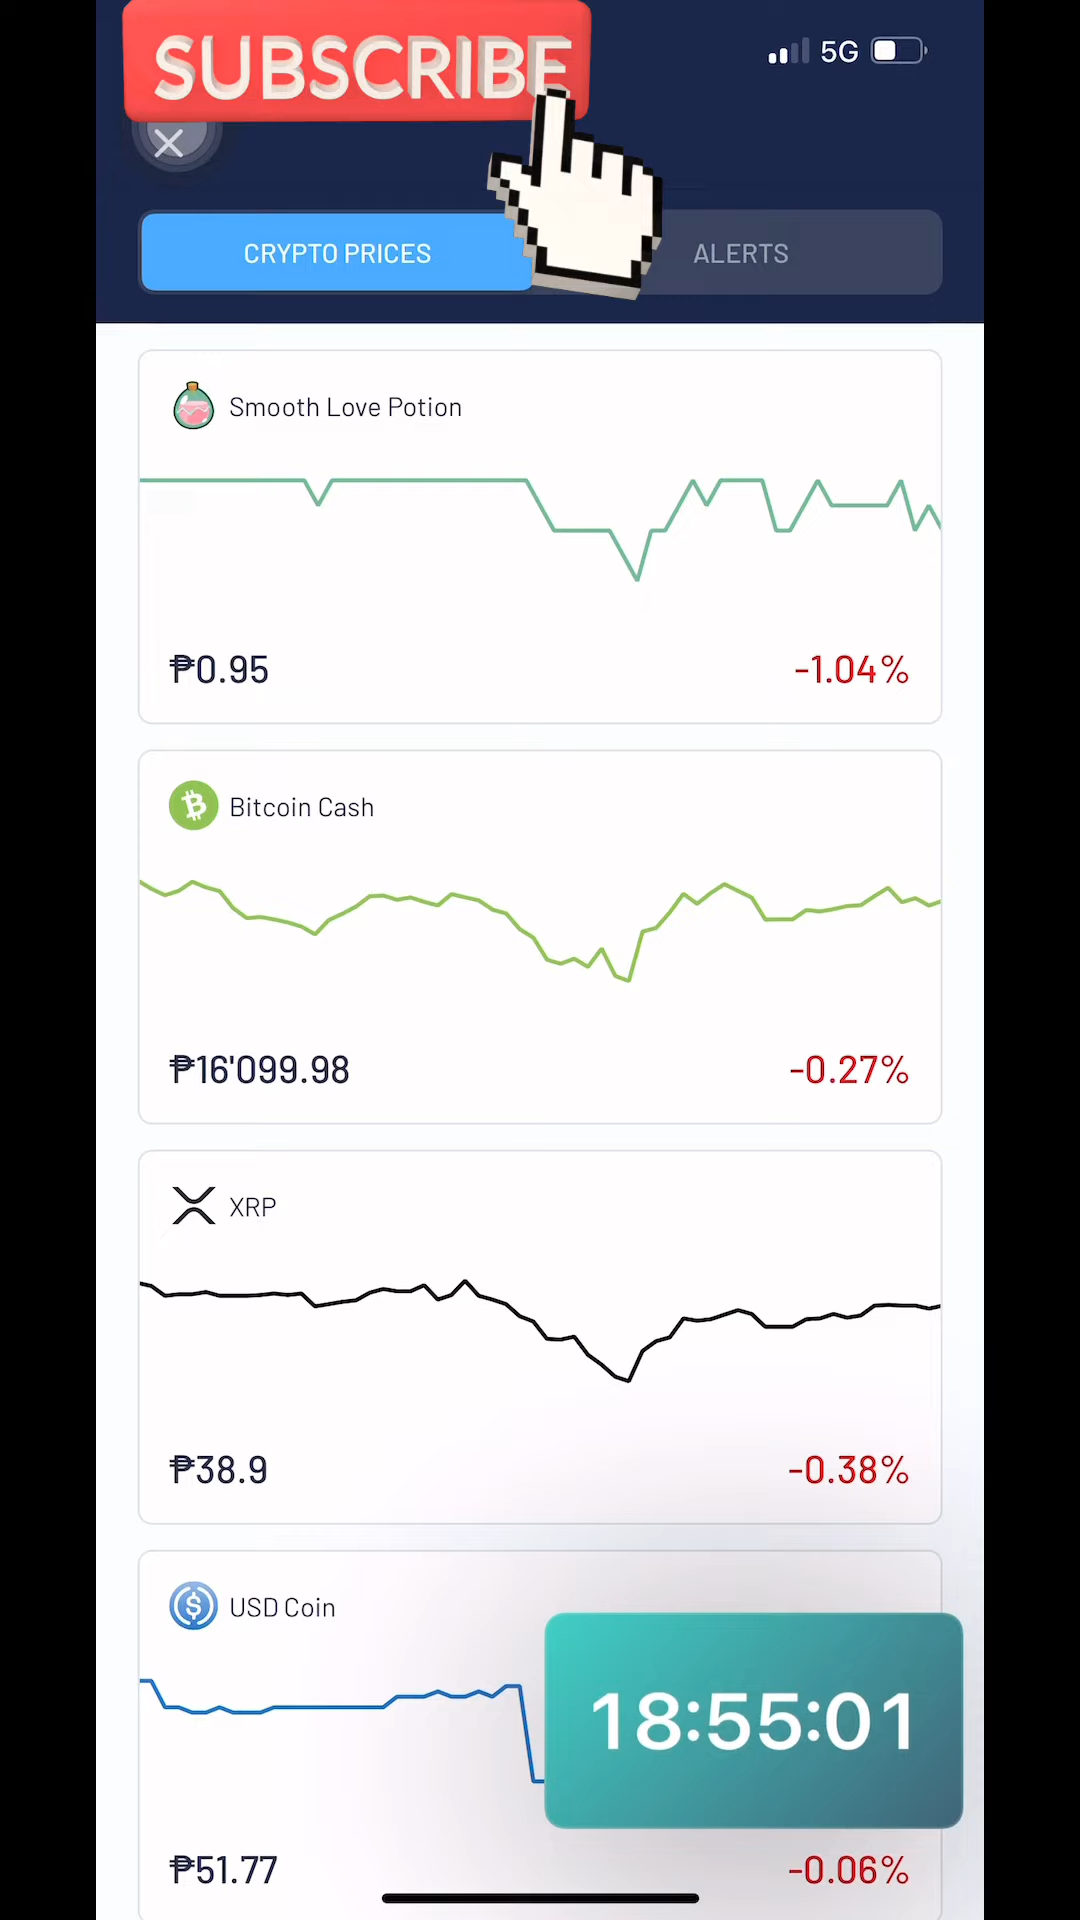 SUBSCRIBE
5G
CRYPTO PRICES
ALERTS
Smooth Love Potion
₱0.95
-1.04%
Bitcoin Cash
₱16'099.98
-0.27%
XRP
₱38.9
-0.38%
USD Coin
18:55:01
₱51.77
-0.06%